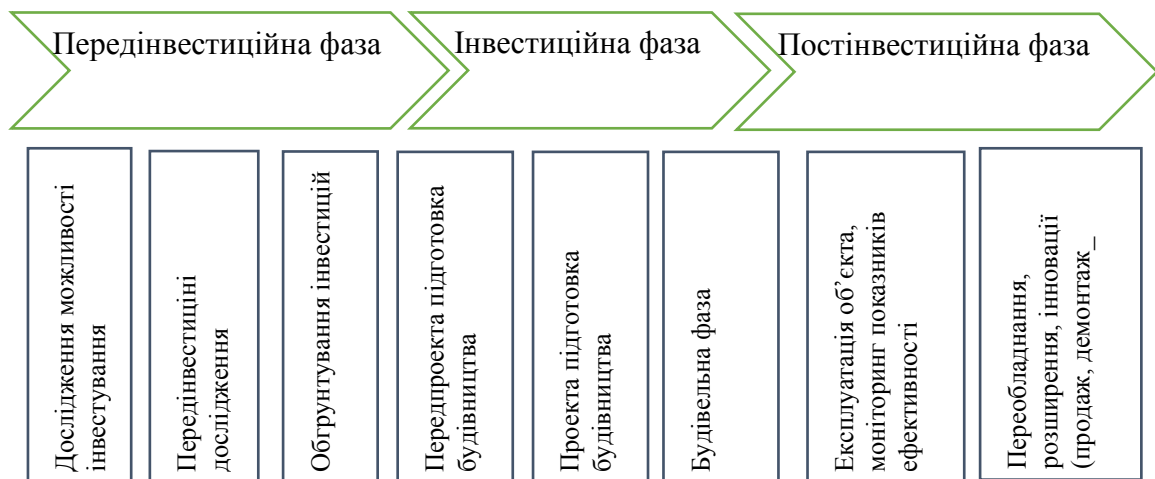 Передінвестиційна фаза
Інвестиційна фаза
Постінвестиційна фаза
Дослідження можливості
інвестування
Передінвестиціні
дослідження
Обгрунтування інвестицій
Передпроекта підготовка
будівництва
Проекта підготовка
будівництва
Будівельна фаза
Експлуатація об’єкта,
моніторинг показників
ефективності
Переобладнання,
розширення, інновації
(продаж, демонтаж_